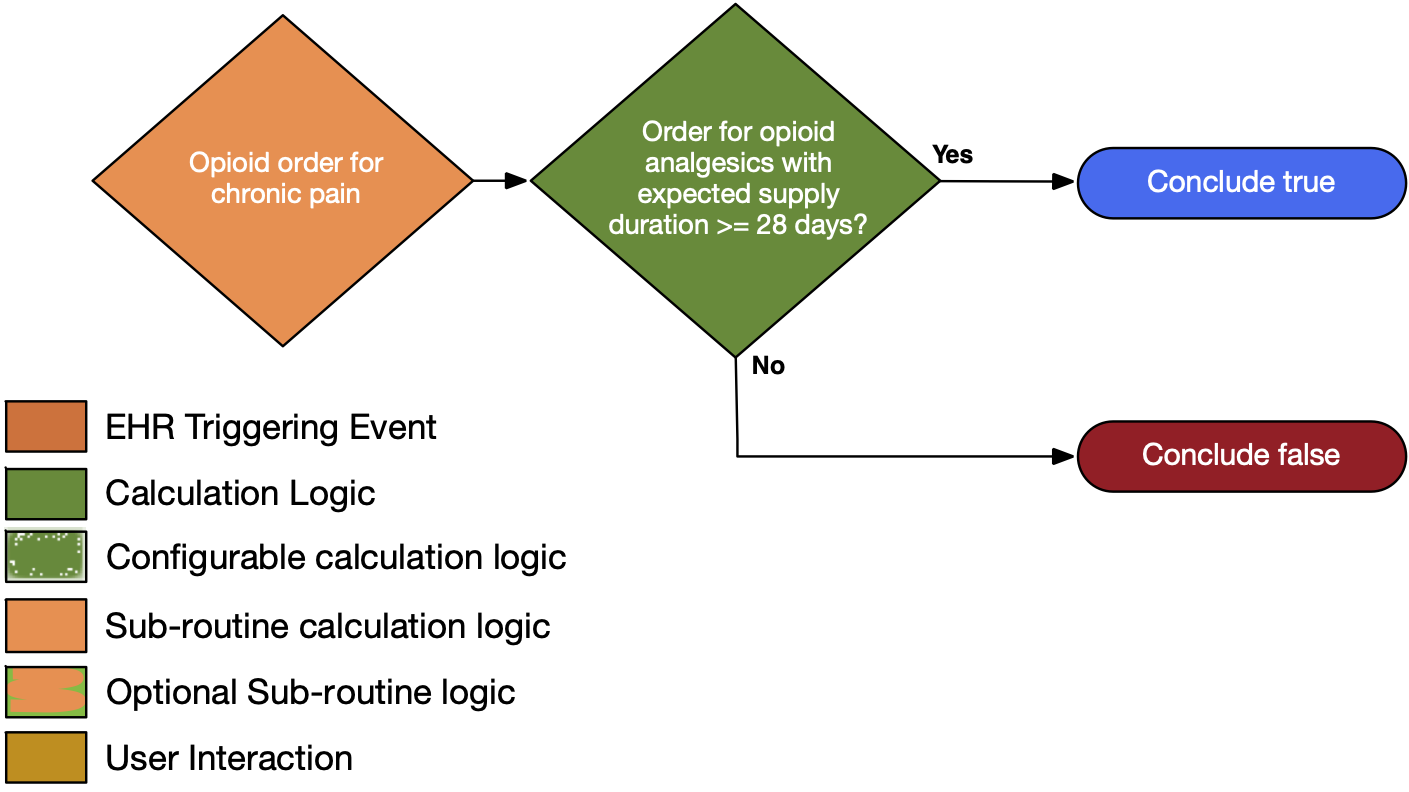 Opioid order for
chronic pain
Order for opioid
analgesics with
expected supply
duration >= 28 days?
Yes
Conclude true
No
Conclude false
EHR Triggering Event
Calculation Logic
Configurable calculation logic
Sub-routine calculation logic
Optional Sub-routine logic
User Interaction